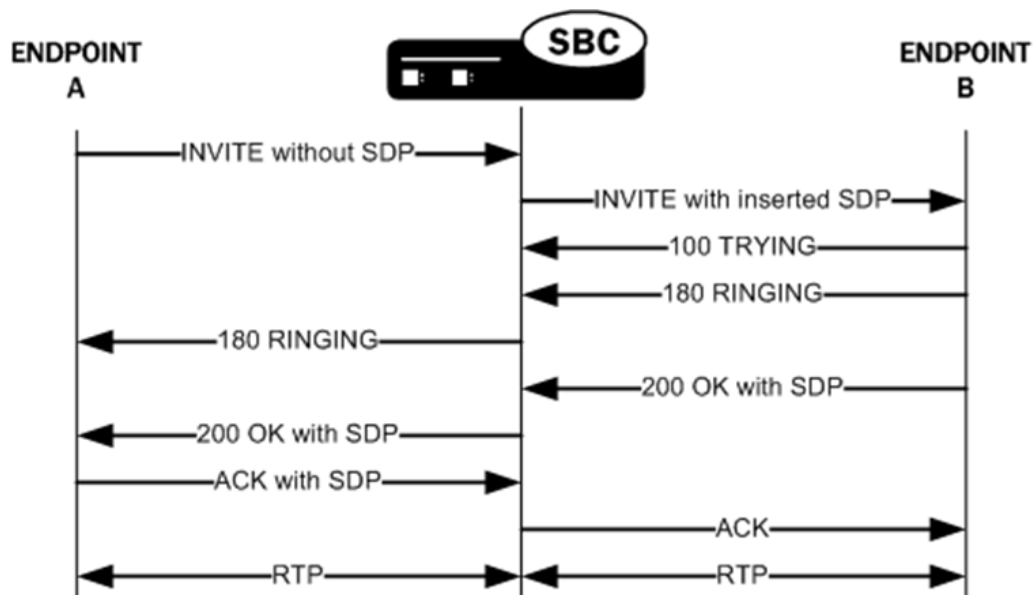 ENDPOINT
A
SBC
ENDPOINT
B
INVITE without SDP
INVITE with inserted SDP
100 TRYING
180 RINGING
180 RINGING
200 OK with SDP
200 OK with SDP
ACK with SDP
ACK
RTP
RTP